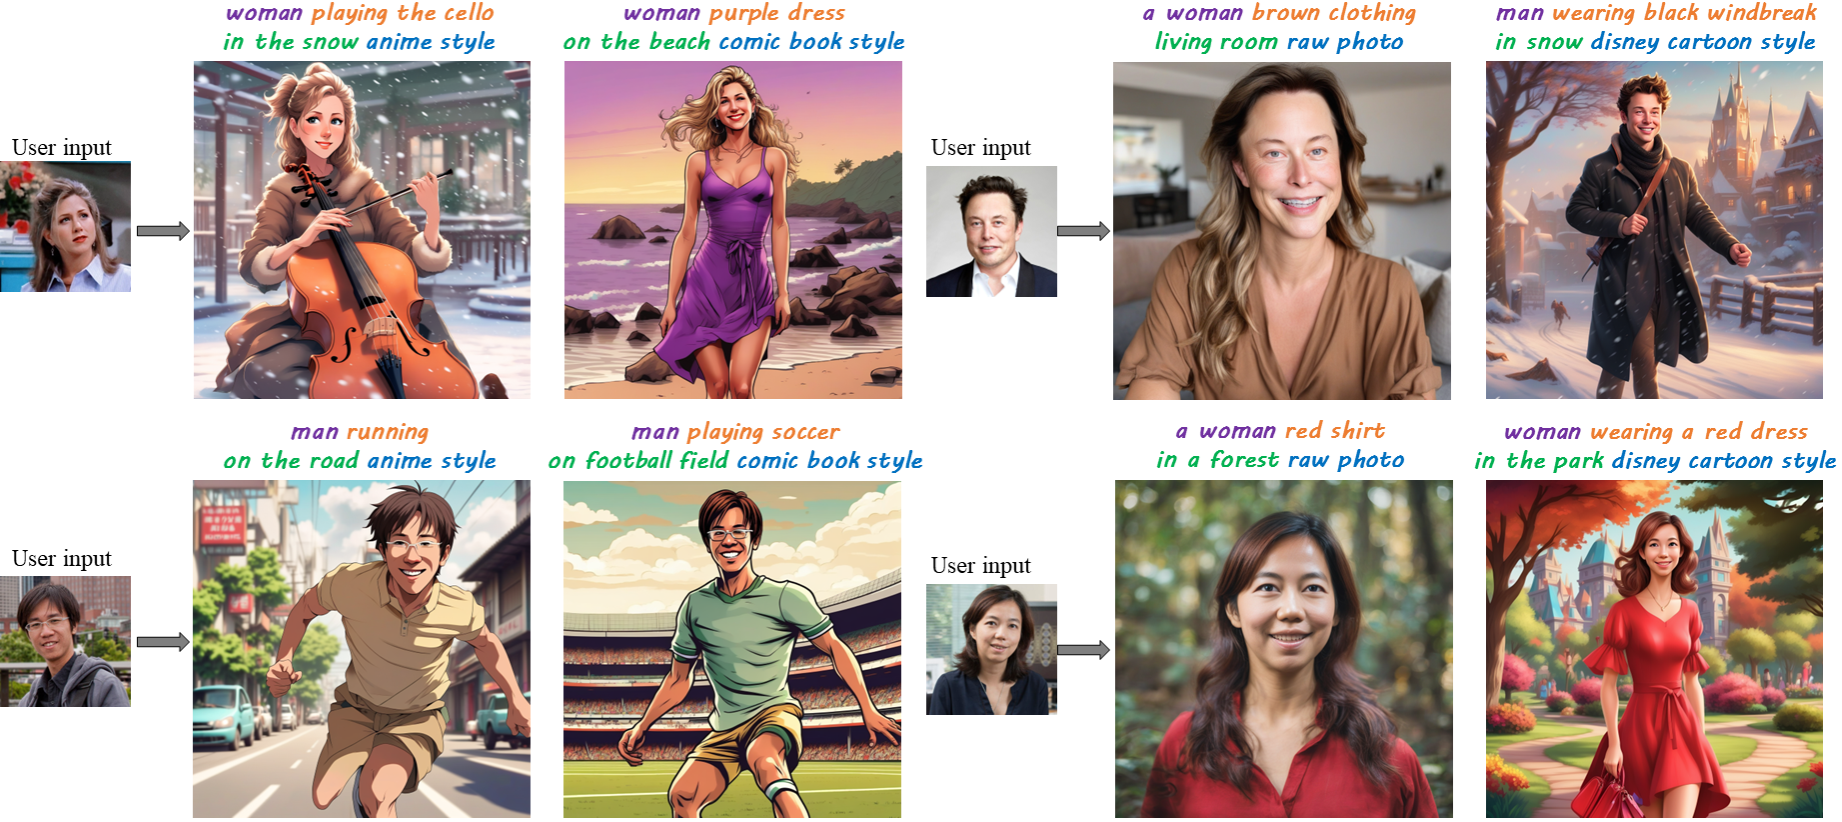 woman playing the cello
in the snow anime style
woman purple dress
on the beach comic book style
User input
a woman brown clothing
living room raw photo
man wearing black windbreak
in snow disney cartoon style
User input
man running
on the road anime style
man playing soccer
on football field comic book style
User input
a woman red shirt
in a forest raw photo
woman wearing a red dress
in the park disney cartoon style
User input